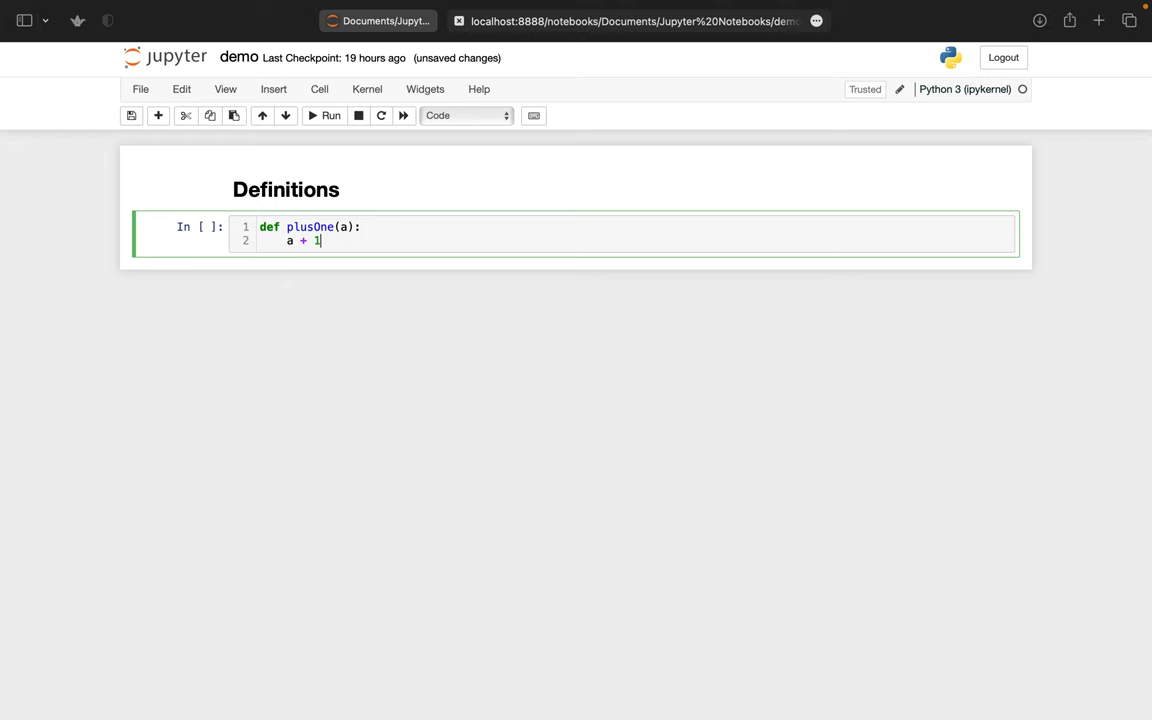 Documents/Jupyt...
localhost:8888/notebooks/Documents/Jupyter%20Notebooks/demo
jupyter demo Last Checkpoint: 19 hours ago (unsaved changes)
Logout
File Edit View Insert Cell Kernel Widgets Help
Trusted Python 3 (ipykernel)
Run Code
Definitions
In [ ]: 1 def plusOne(a):
2 a + 1